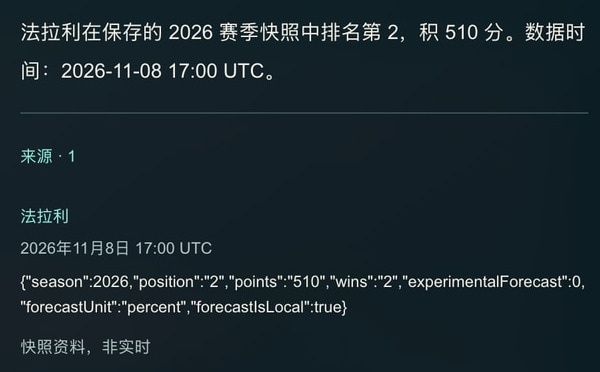 法拉利在保存的 2026 赛季快照中排名第 2，积 510 分。数据时
间：2026-11-08 17:00 UTC。
来源 · 1
法拉利
2026年11月8日 17:00 UTC
{"season":2026,"position":"2","points":"510","wins":"2","experimentalForecast":0,
"forecastUnit":"percent","forecastIsLocal":true}
快照资料，非实时